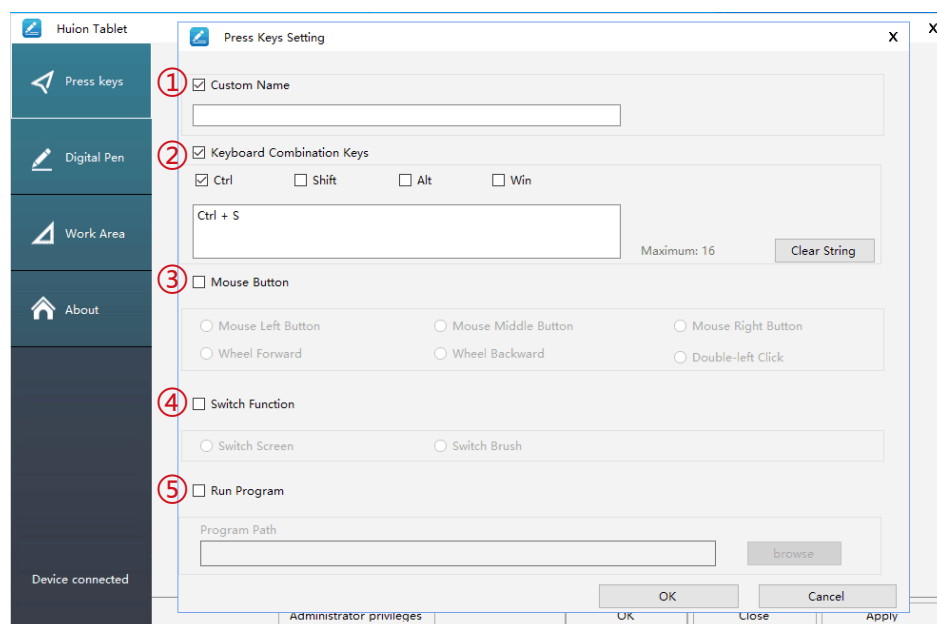 Huion Tablet
X
Press Keys Setting
X
Press keys
Digital Pen
Work Area
About
Device connected
① Custom Name
② Keyboard Combination Keys
Ctrl Shift Alt Win
Ctrl + S
Maximum: 16 Clear String
③ Mouse Button
Mouse Left Button Mouse Middle Button Mouse Right Button
Wheel Forward Wheel Backward Double-left Click
④ Switch Function
Switch Screen Switch Brush
⑤ Run Program
Program Path
browse
OK Cancel
Administrator privileges OK Close Apply